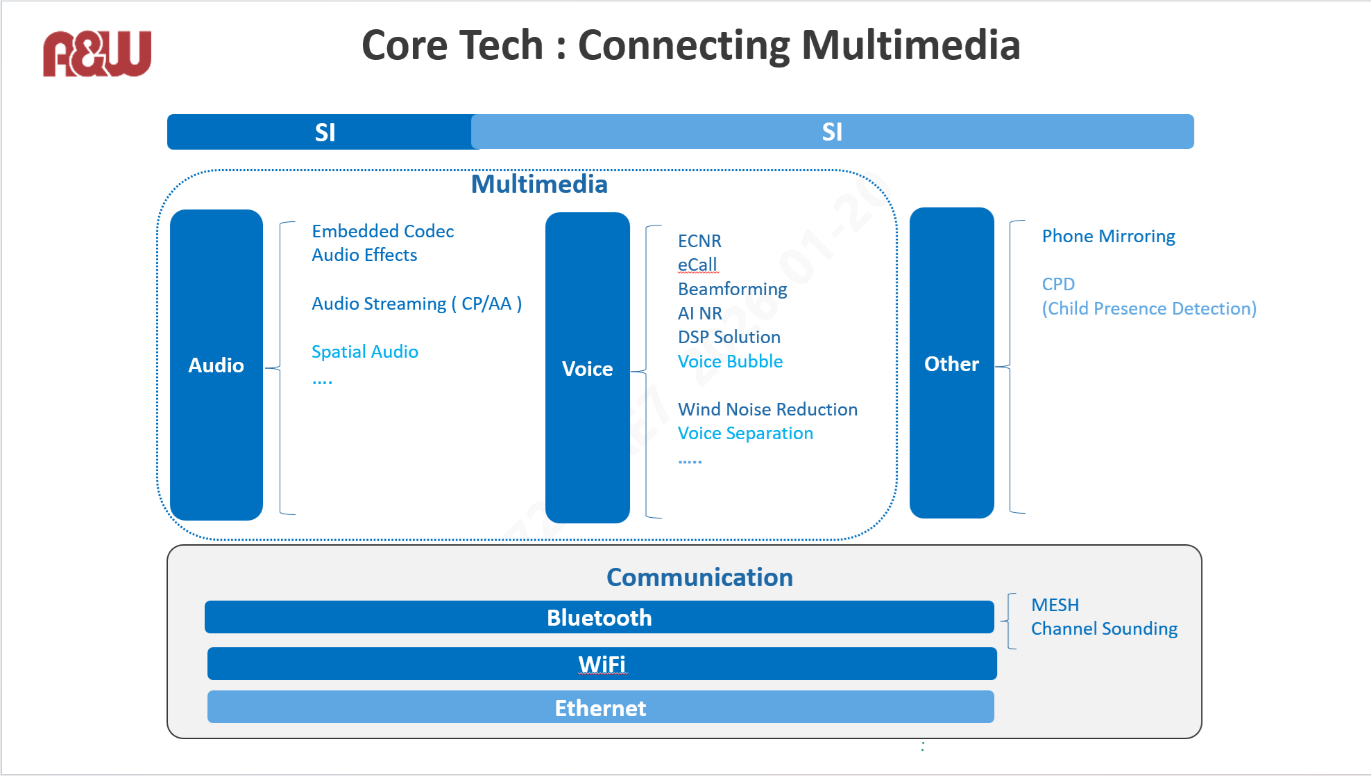 A&W
Core Tech : Connecting Multimedia
SI
SI
Multimedia
Audio
Embedded Codec
Audio Effects
Audio Streaming ( CP/AA )
Spatial Audio
....
Voice
ECNR
eCall
Beamforming
AI NR
DSP Solution
Voice Bubble
Wind Noise Reduction
Voice Separation
.....
Other
Phone Mirroring
CPD
(Child Presence Detection)
Communication
Bluetooth
MESH
Channel Sounding
WiFi
Ethernet
: